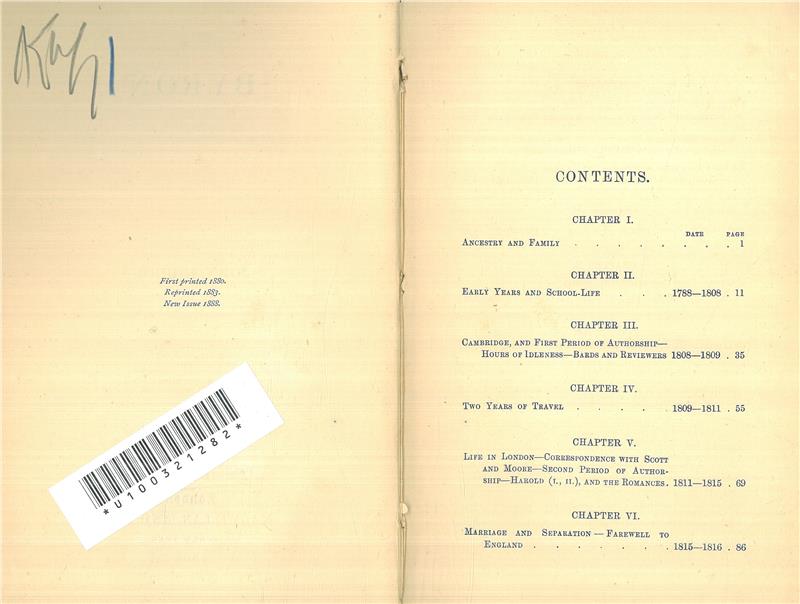 First printed 1880.
Reprinted 1883.
New Issue 1888.
*U100321282*
CONTENTS.
CHAPTER I.
DATE PAGE
Ancestry and Family . . . . . . . . 1
CHAPTER II.
Early Years and School-Life . . . 1788—1808 . 11
CHAPTER III.
Cambridge, and First Period of Authorship—
Hours of Idleness—Bards and Reviewers 1808—1809 . 35
CHAPTER IV.
Two Years of Travel . . . . . 1809—1811 . 55
CHAPTER V.
Life in London—Correspondence with Scott
and Moore—Second Period of Author-
ship—Harold (i., ii.), and the Romances . 1811—1815 . 69
CHAPTER VI.
Marriage and Separation — Farewell to
England . . . . . . . 1815—1816 . 86